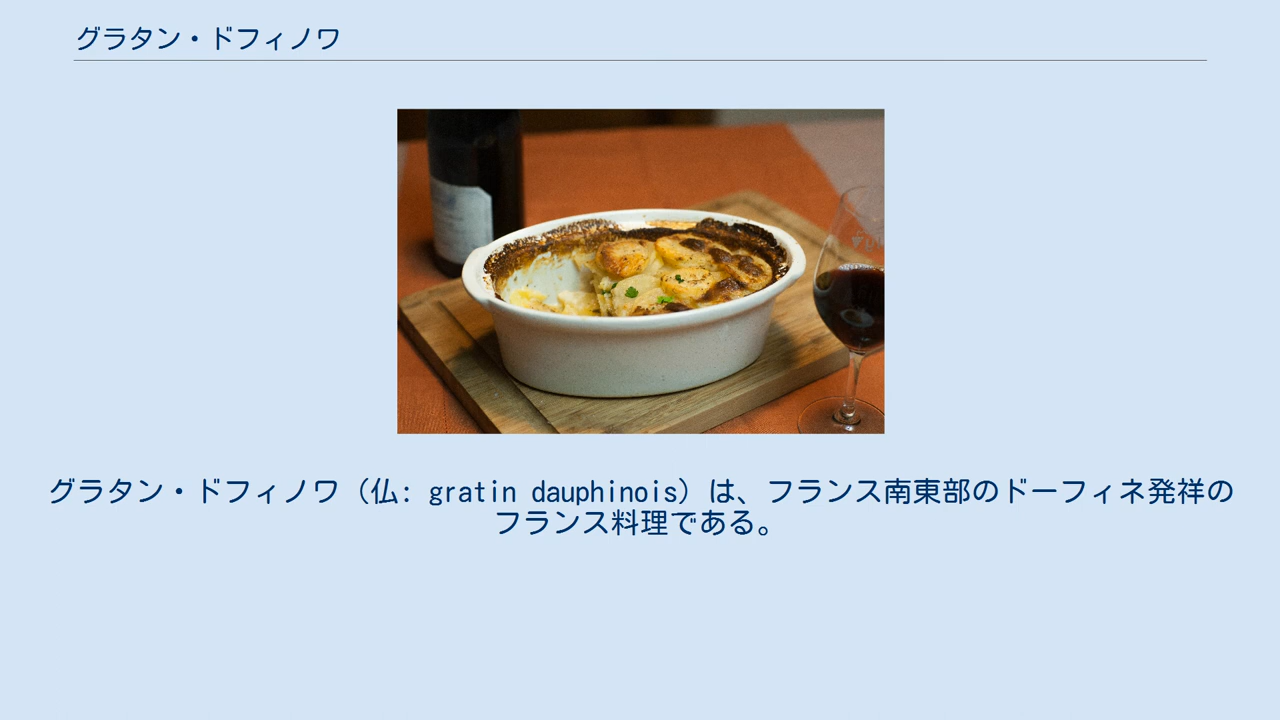 グラタン・ドフィノワ
グラタン・ドフィノワ（仏: gratin dauphinois）は、フランス南東部のドーフィネ発祥の
フランス料理である。